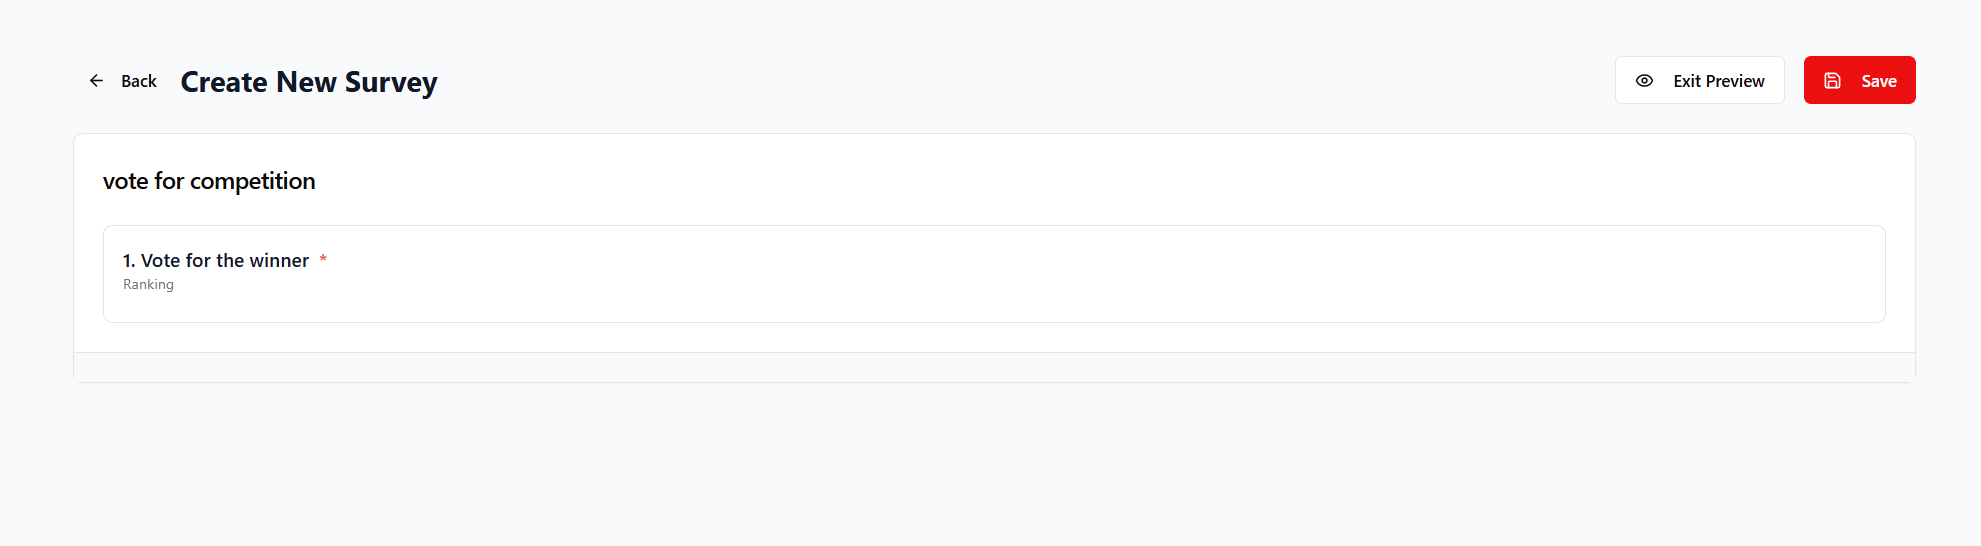 Back
Create New Survey
Exit Preview
Save
vote for competition
1. Vote for the winner *
Ranking